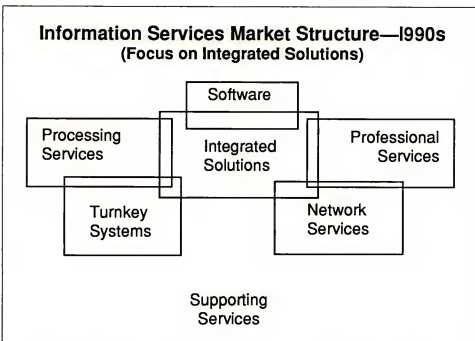 Information Services Market Structure—I990s
(Focus on Integrated Solutions)
Software
Processing
Services
Integrated
Solutions
Professional
Services
Turnkey
Systems
Network
Services
Supporting
Services